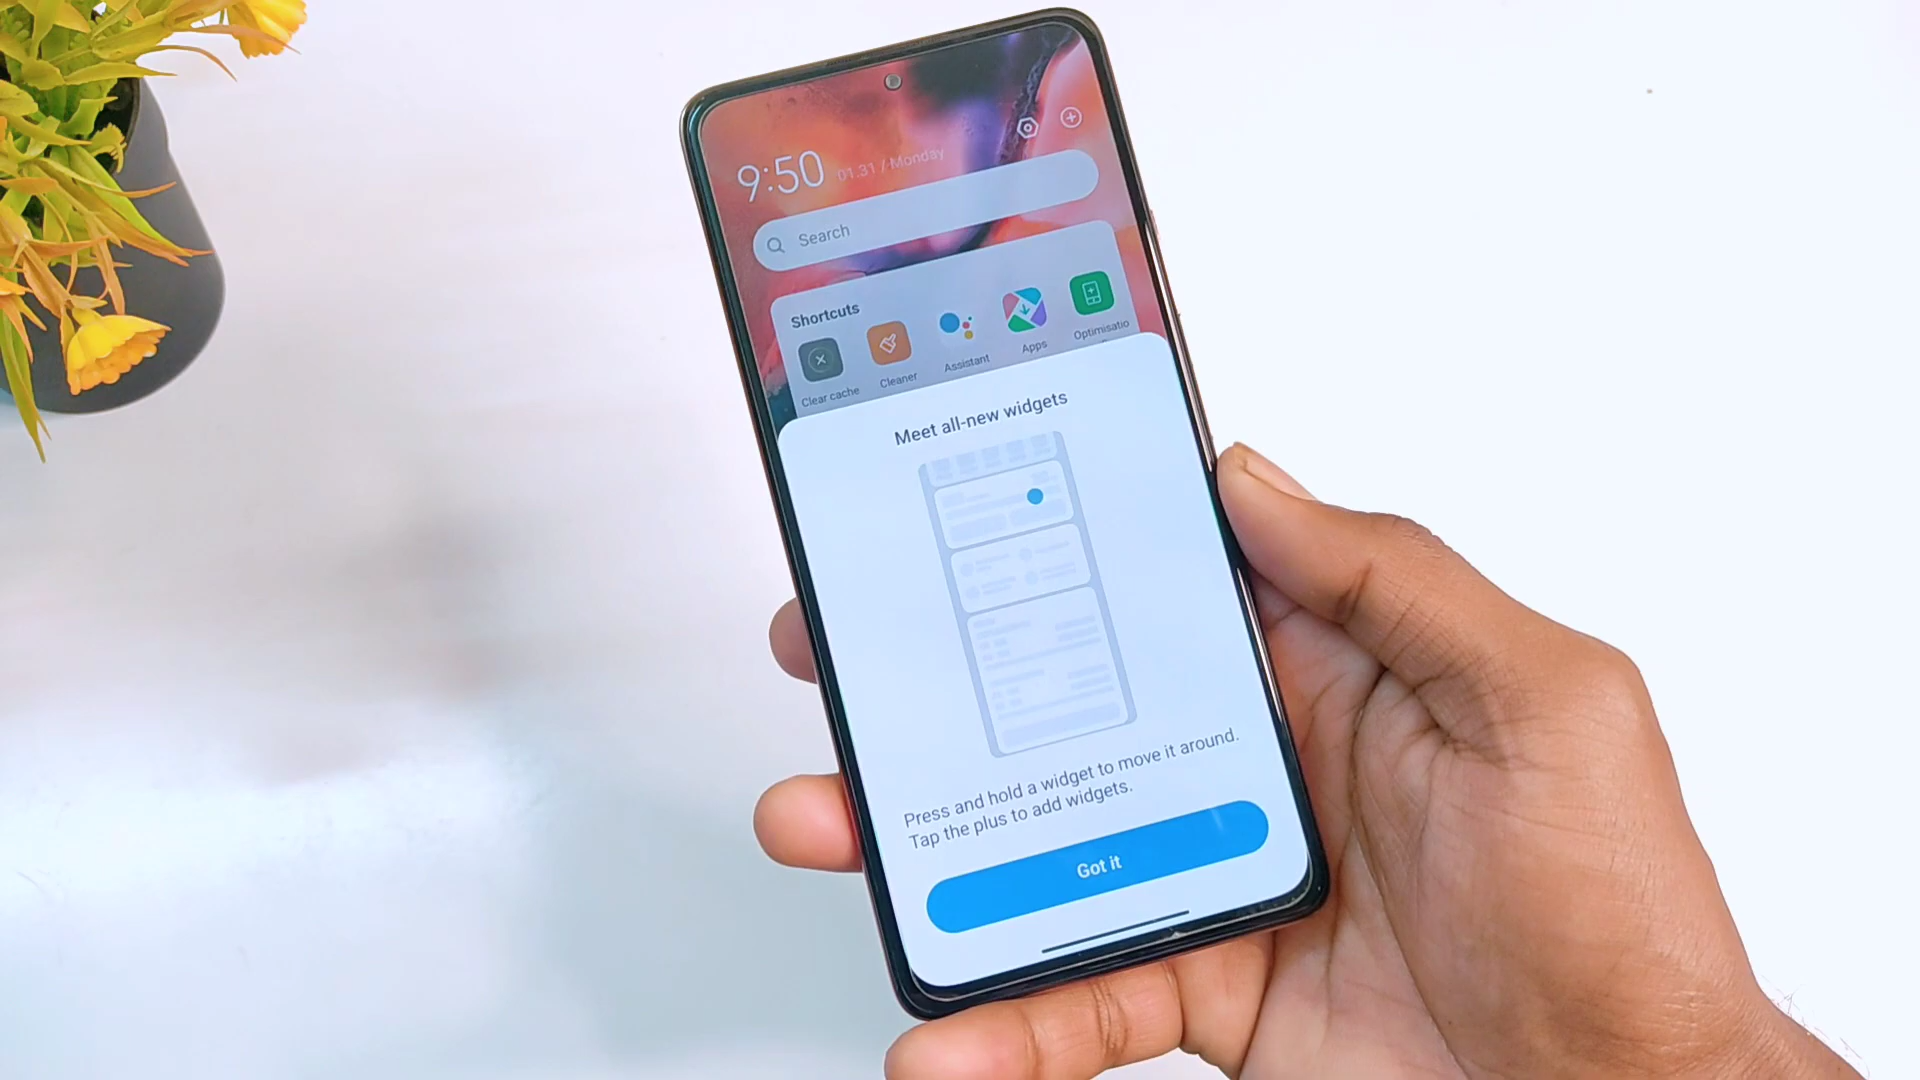 9:50 01.31 / Monday
Search
Shortcuts
Clear cache Cleaner Assistant Apps Optimisatio
Meet all-new widgets
Press and hold a widget to move it around.
Tap the plus to add widgets.
Got it